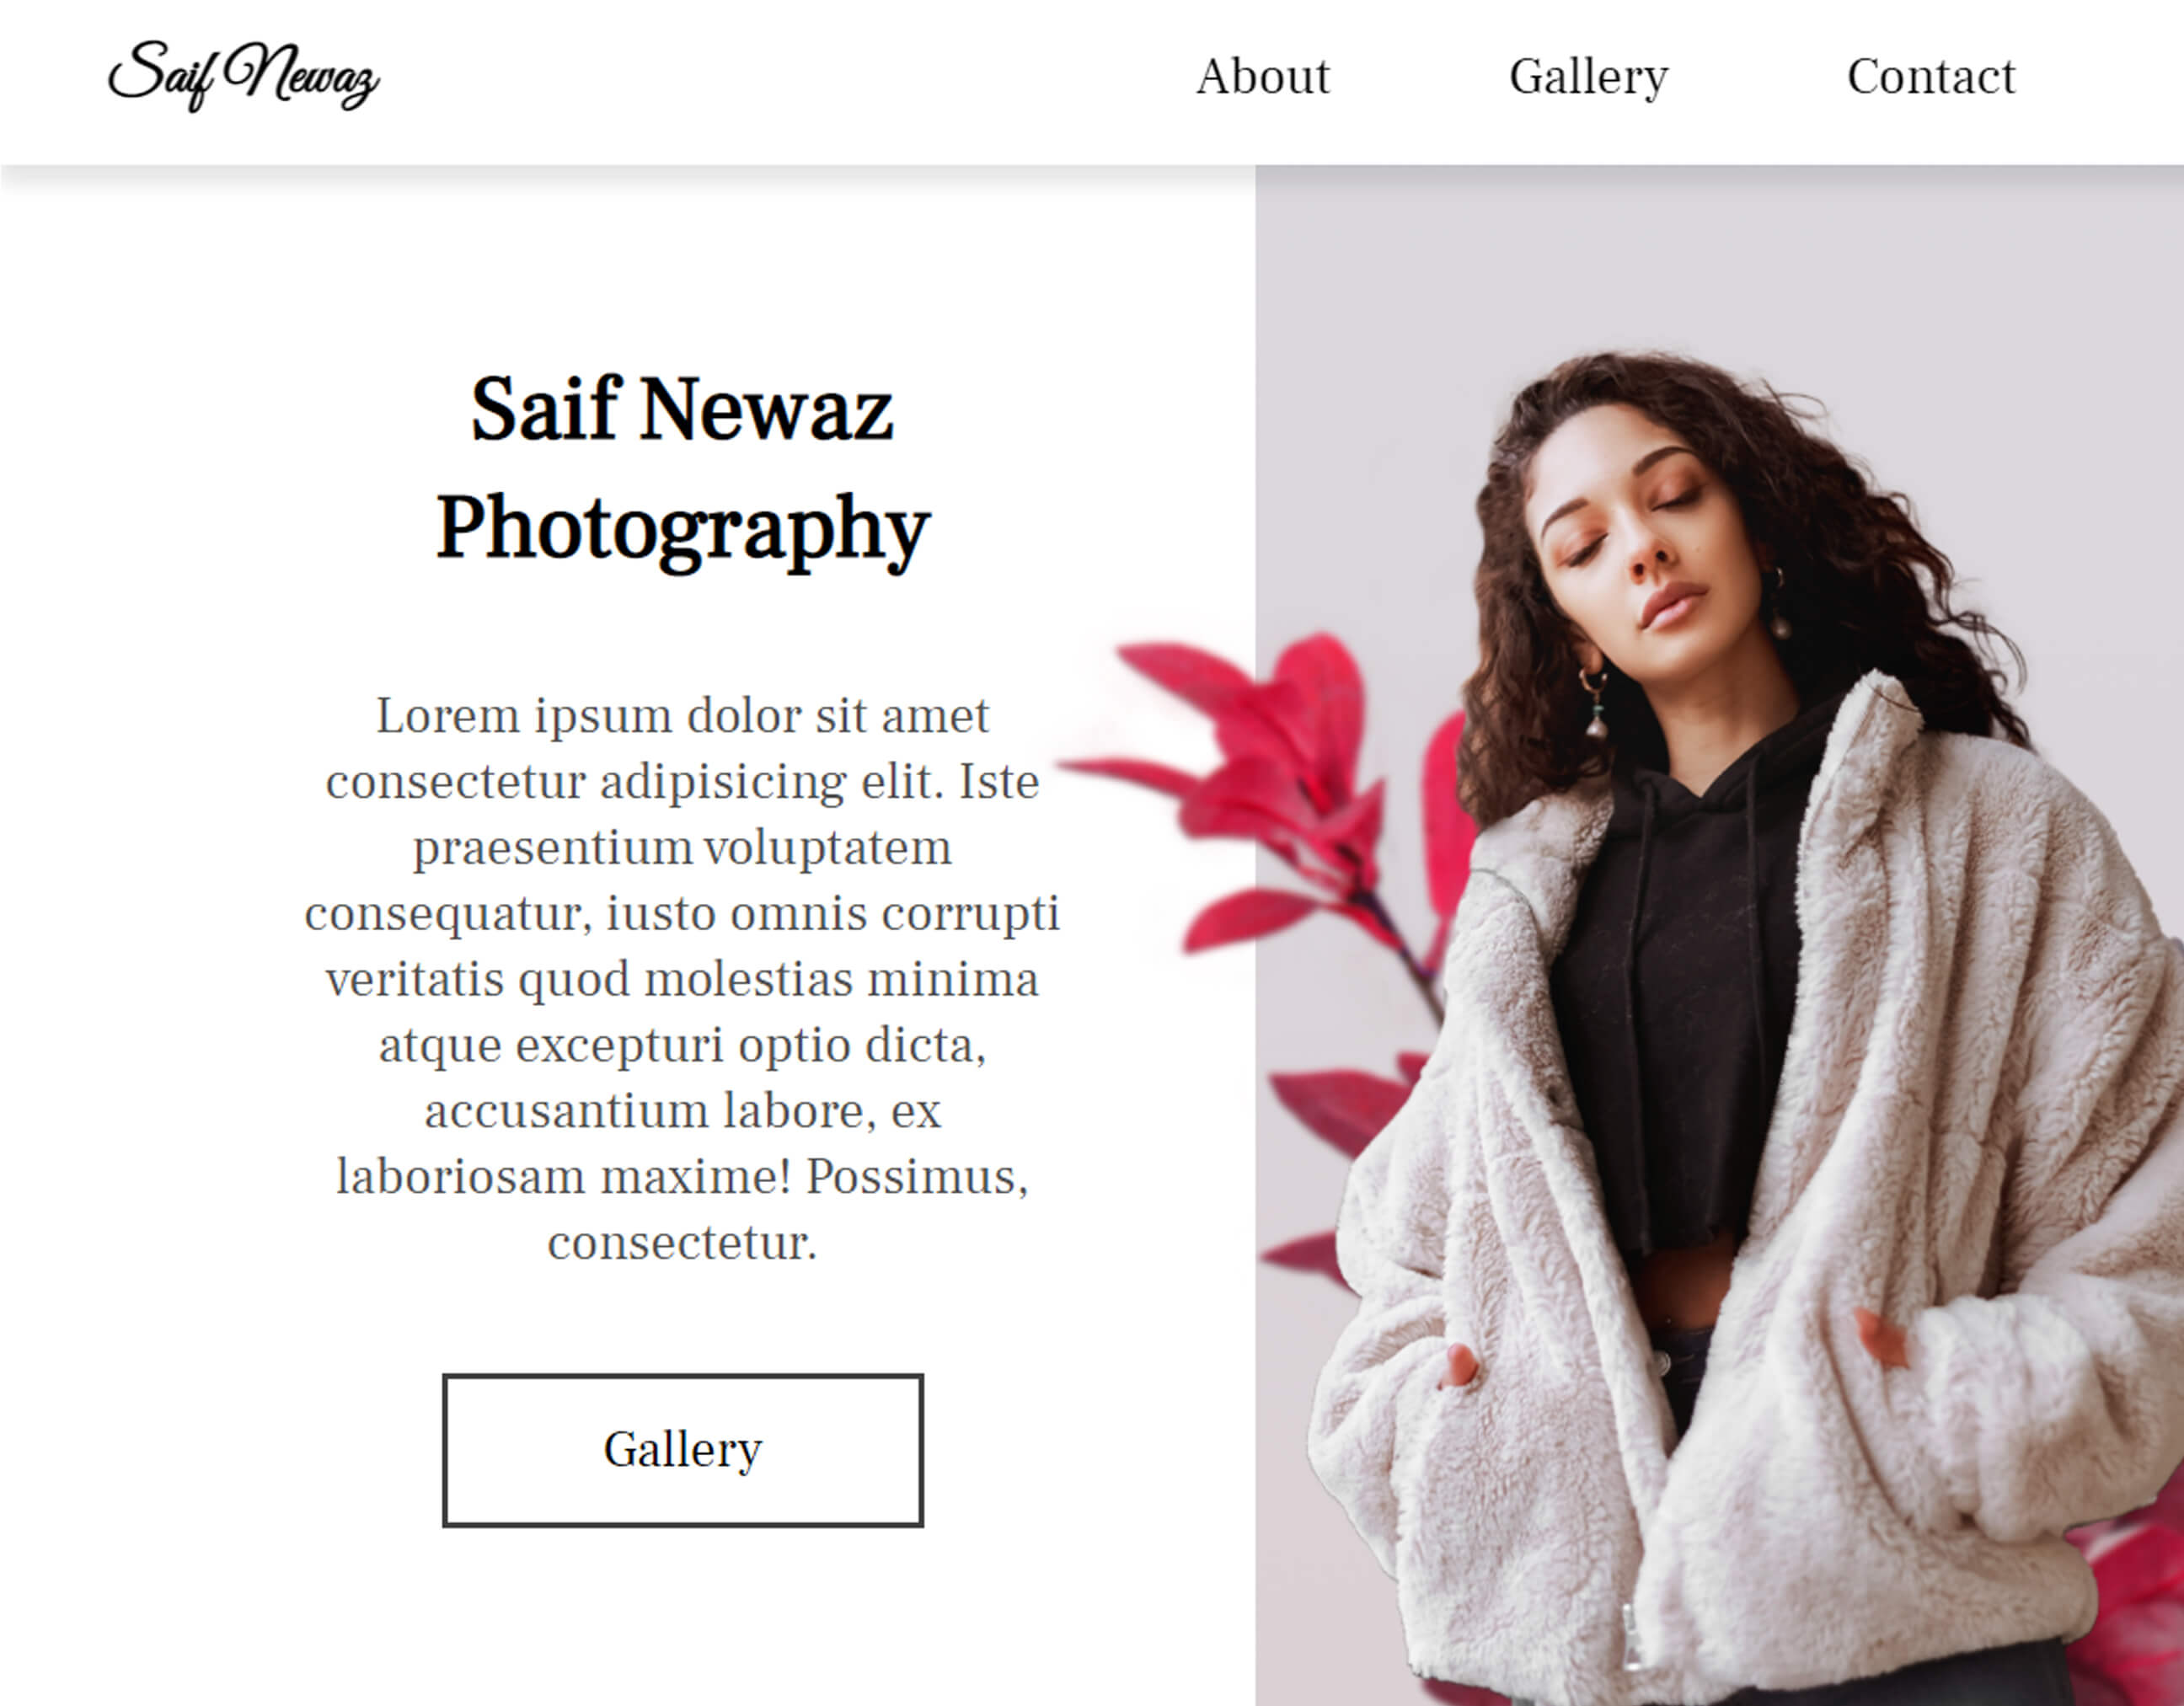 Saif Newaz
About
Gallery
Contact
Saif Newaz
Photography
Lorem ipsum dolor sit amet
consectetur adipisicing elit. Iste
praesentium voluptatem
consequatur, iusto omnis corrupti
veritatis quod molestias minima
atque excepturi optio dicta,
accusantium labore, ex
laboriosam maxime! Possimus,
consectetur.
Gallery